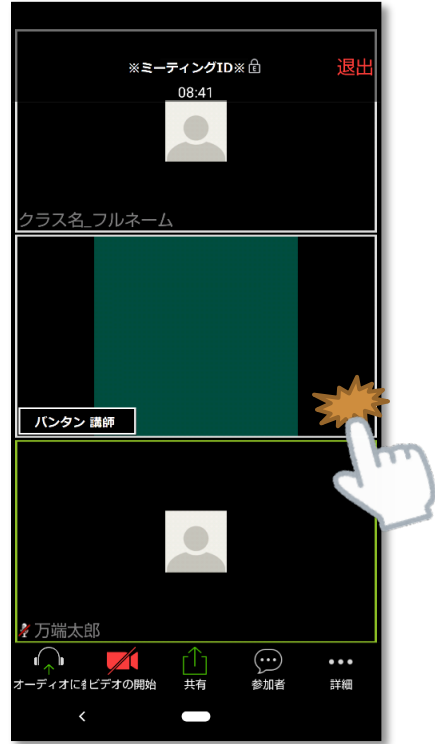 ※ミーティングID※
退出
08:41
クラス名_フルネーム
バンタン 講師
万端太郎
オーディオに
ビデオの開始
共有
参加者
詳細